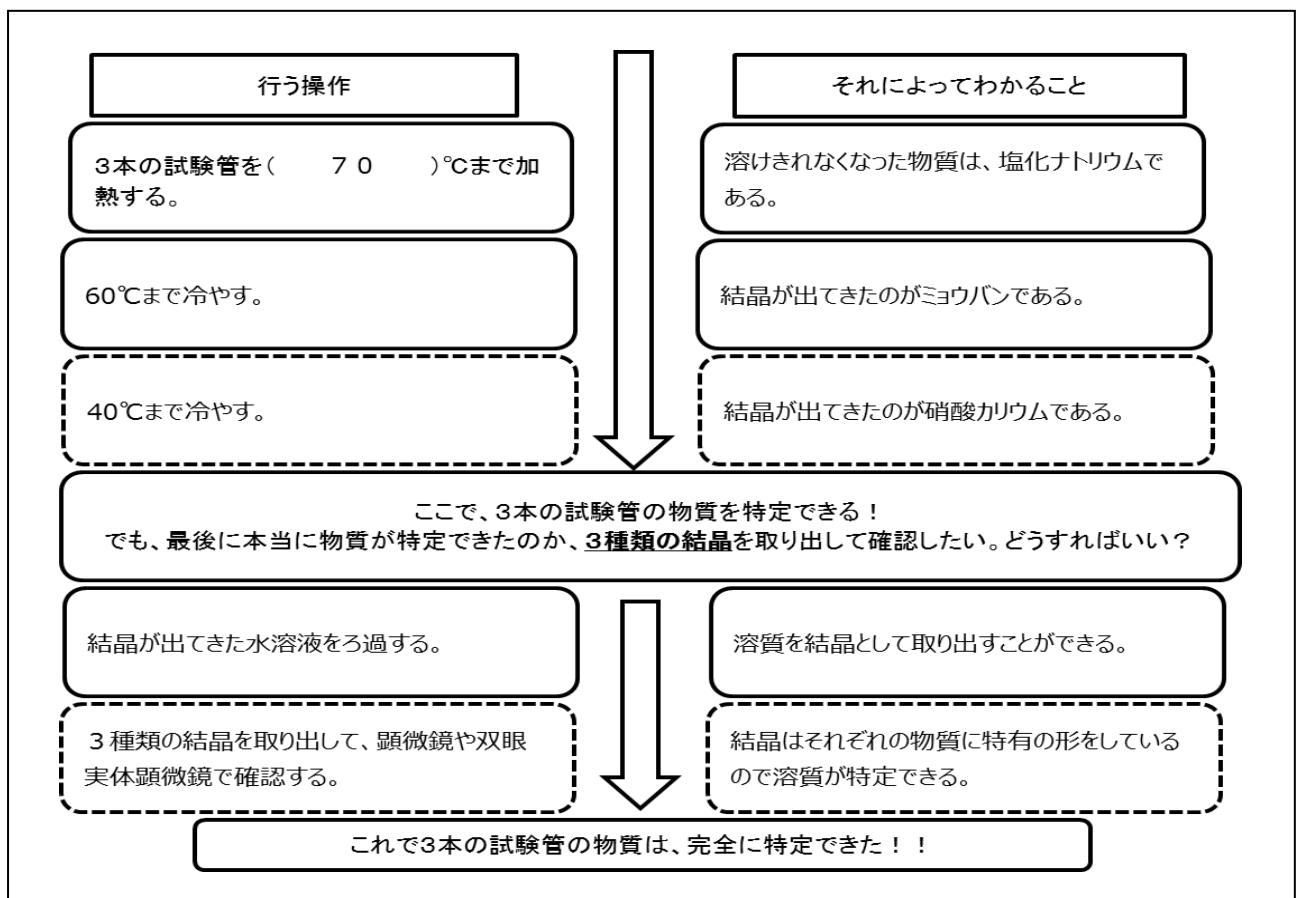 行う操作
それによってわかること
3本の試験管を(　　70　　)℃まで加
熱する。
溶けきれなくなった物質は、塩化ナトリウムで
ある。
60℃まで冷やす。
結晶が出てきたのがミョウバンである。
40℃まで冷やす。
結晶が出てきたのが硝酸カリウムである。
ここで、3本の試験管の物質を特定できる！
でも、最後に本当に物質が特定できたのか、3種類の結晶を取り出して確認したい。どうすればいい？
結晶が出てきた水溶液をろ過する。
溶質を結晶として取り出すことができる。
３種類の結晶を取り出して、顕微鏡や双眼
実体顕微鏡で確認する。
結晶はそれぞれの物質に特有の形をしている
ので溶質が特定できる。
これで3本の試験管の物質は、完全に特定できた！！